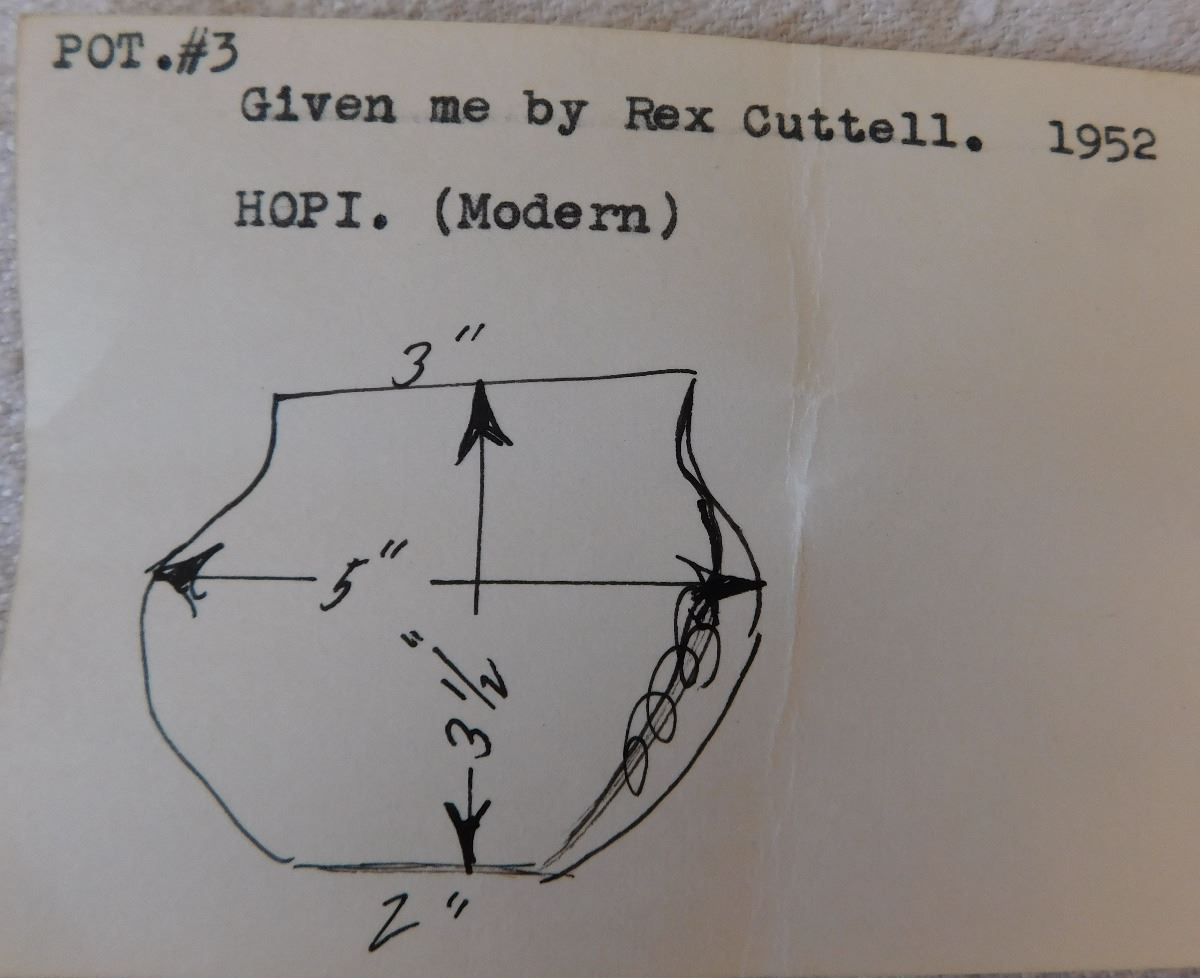 POT.#3
Given me by Rex Cuttell. 1952
HOPI. (Modern)
3"
5"
3 1/2"
2"